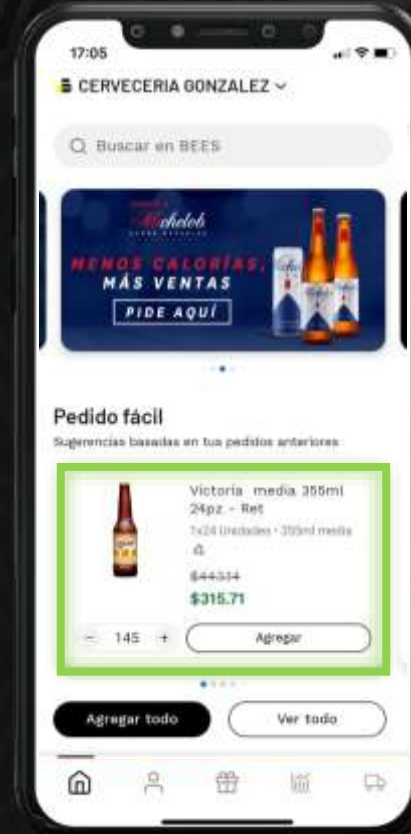 17:05
CERVECERIA GONZALEZ
Buscar en BEES
Michelob
MENOS CALORÍAS,
MÁS VENTAS
PIDE AQUÍ
Pedido fácil
Sugerencias basadas en tus pedidos anteriores
Victoria media 355ml
24pz - Ret
1x24 Unidades • 355ml media
$443.14
$315.71
- 145 +
Agregar
Agregar todo
Ver todo